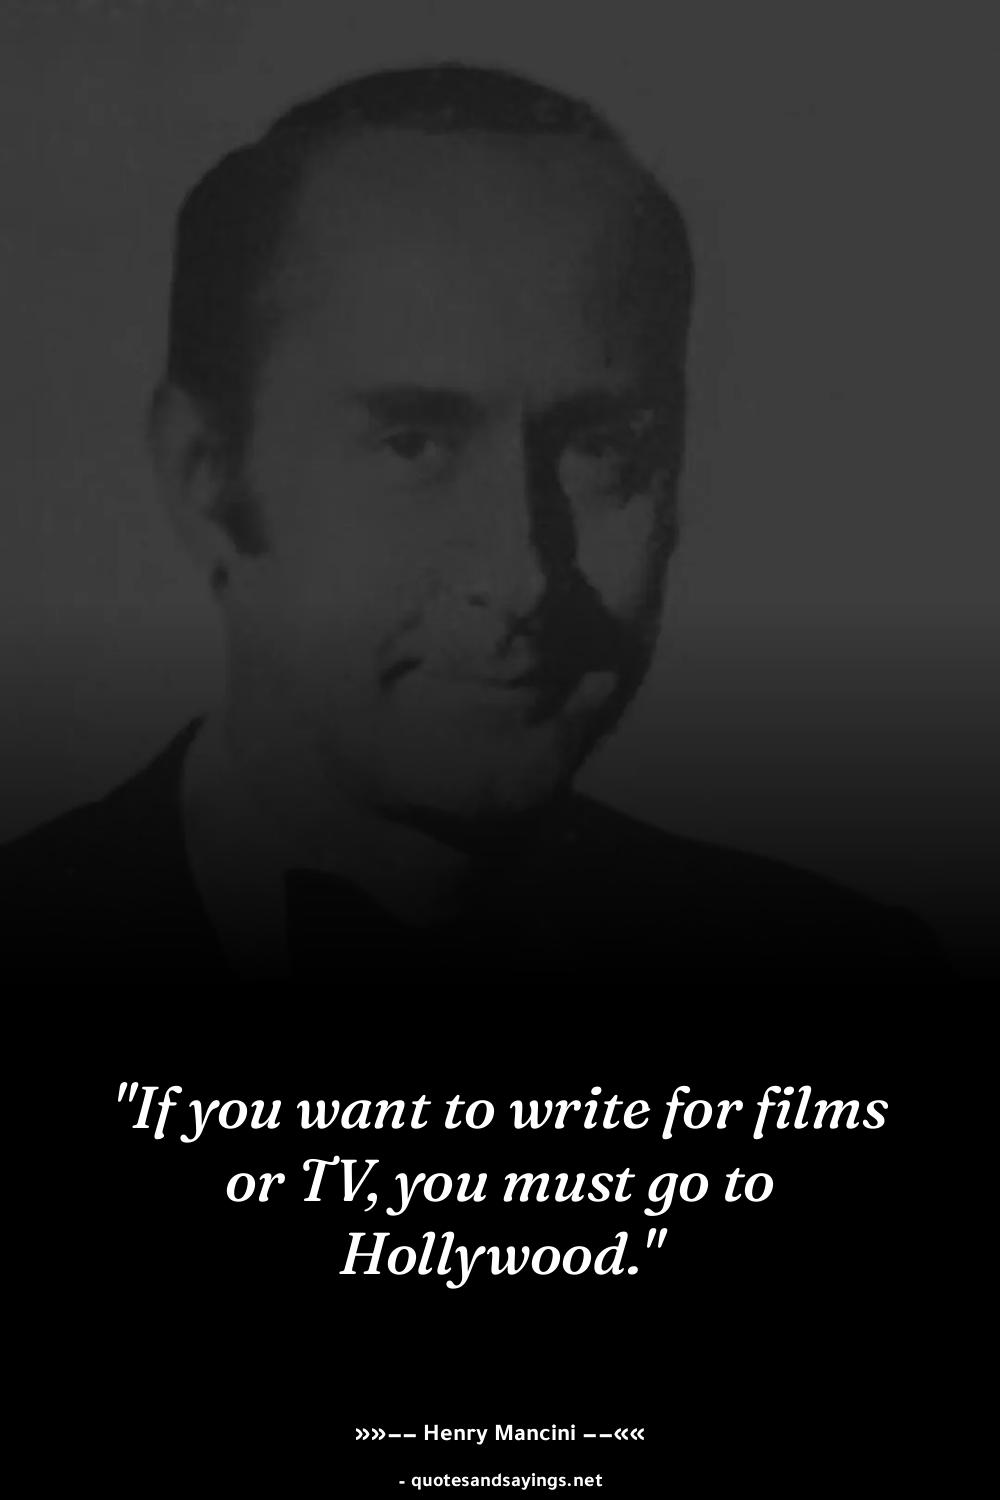 "If you want to write for films
or TV, you must go to
Hollywood."
»»–– Henry Mancini ––««
- quotesandsayings.net